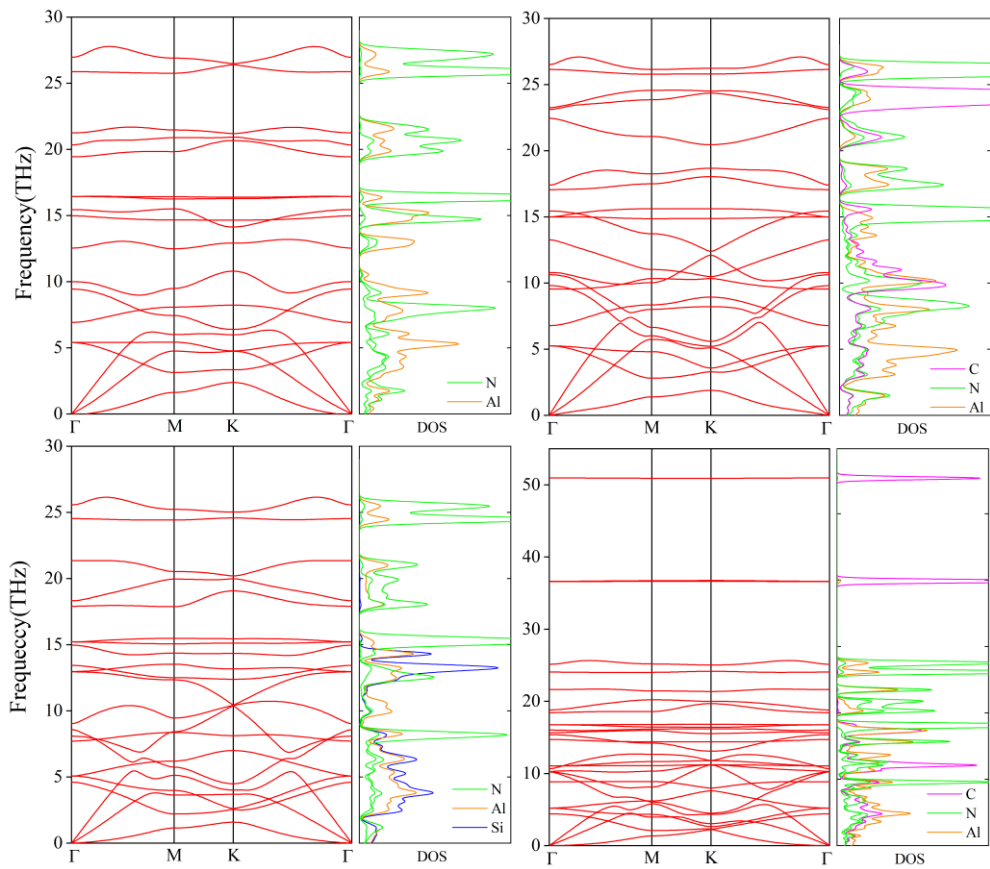 Frequency(THz)
30
25
20
15
10
5
0
Γ M K Γ
N
Al
DOS
30
25
20
15
10
5
0
Γ M K Γ
C
N
Al
DOS
Frequeccy(THz)
30
25
20
15
10
5
0
Γ M K Γ
N
Al
Si
DOS
50
40
30
20
10
0
Γ M K Γ
C
N
Al
DOS